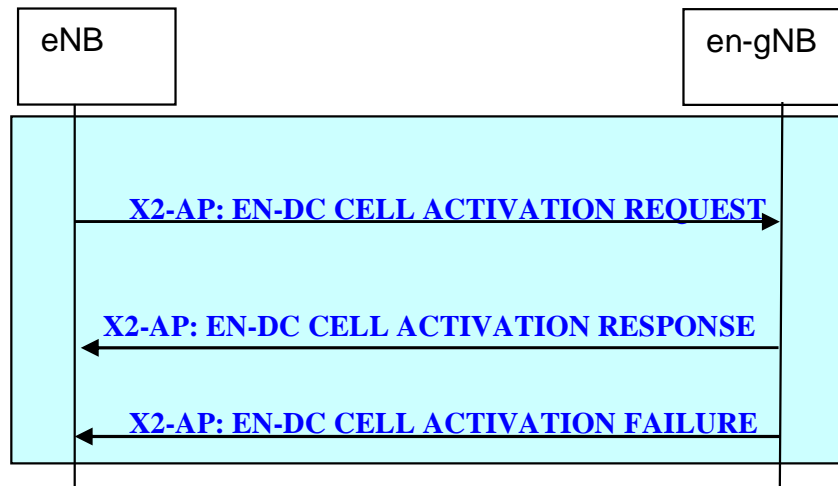 eNB
en-gNB
X2-AP: EN-DC CELL ACTIVATION REQUEST
X2-AP: EN-DC CELL ACTIVATION RESPONSE
X2-AP: EN-DC CELL ACTIVATION FAILURE